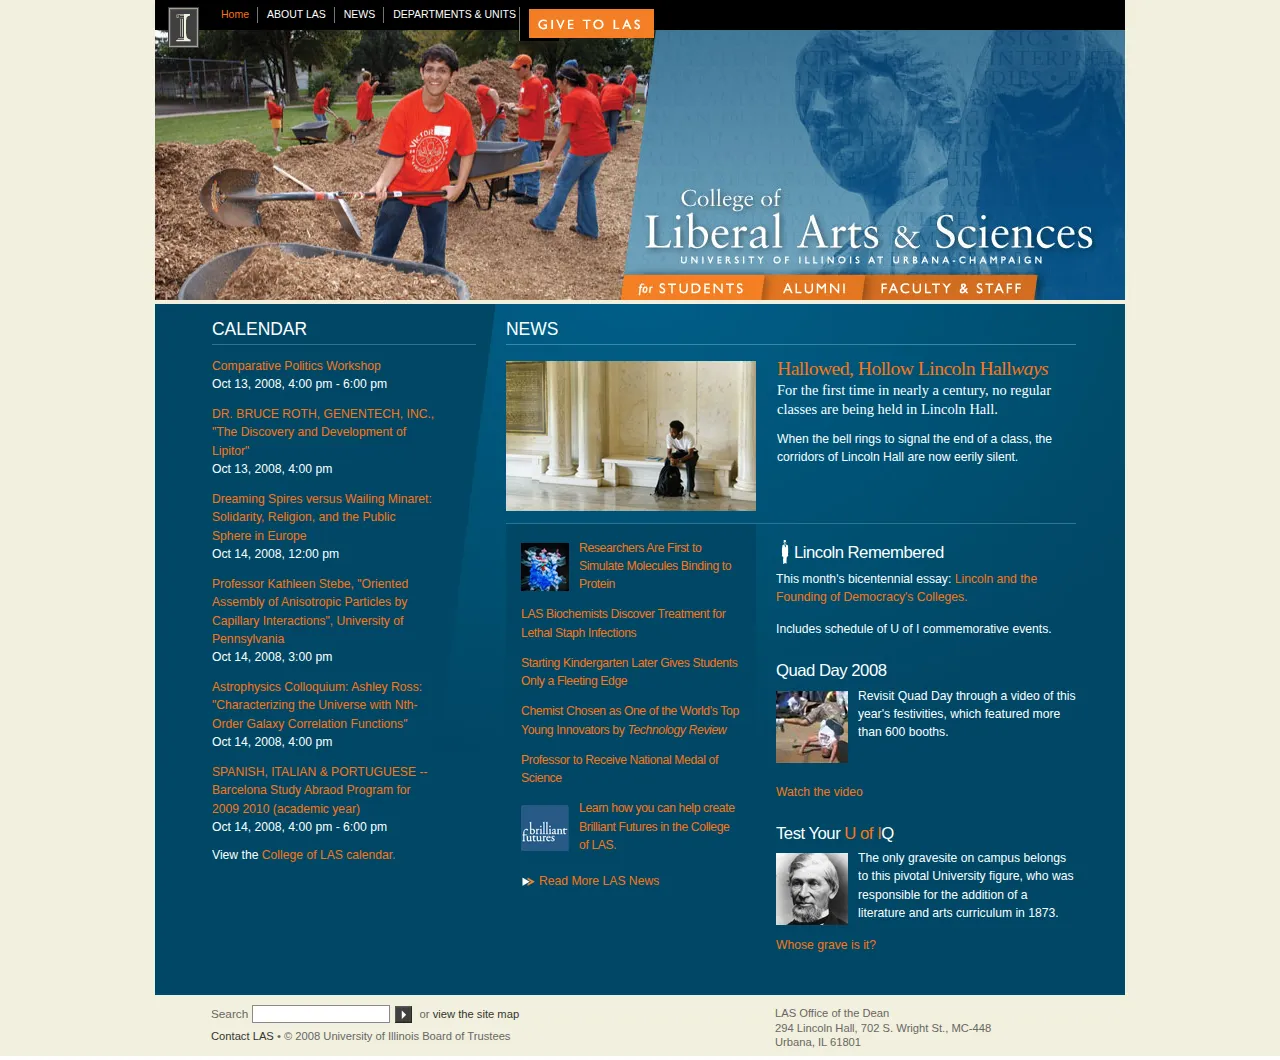 Home
ABOUT LAS
NEWS
DEPARTMENTS & UNITS
GIVE TO LAS
College of
Liberal Arts & Sciences
UNIVERSITY OF ILLINOIS AT URBANA-CHAMPAIGN
for STUDENTS
ALUMNI
FACULTY & STAFF
CALENDAR
Comparative Politics Workshop
Oct 13, 2008, 4:00 pm - 6:00 pm
DR. BRUCE ROTH, GENENTECH, INC.,
"The Discovery and Development of
Lipitor"
Oct 13, 2008, 4:00 pm
Dreaming Spires versus Wailing Minaret:
Solidarity, Religion, and the Public
Sphere in Europe
Oct 14, 2008, 12:00 pm
Professor Kathleen Stebe, "Oriented
Assembly of Anisotropic Particles by
Capillary Interactions", University of
Pennsylvania
Oct 14, 2008, 3:00 pm
Astrophysics Colloquium: Ashley Ross:
"Characterizing the Universe with Nth-
Order Galaxy Correlation Functions"
Oct 14, 2008, 4:00 pm
SPANISH, ITALIAN & PORTUGUESE --
Barcelona Study Abraod Program for
2009 2010 (academic year)
Oct 14, 2008, 4:00 pm - 6:00 pm
View the College of LAS calendar.
NEWS
Hallowed, Hollow Lincoln Hallways
For the first time in nearly a century, no regular
classes are being held in Lincoln Hall.
When the bell rings to signal the end of a class, the
corridors of Lincoln Hall are now eerily silent.
Researchers Are First to
Simulate Molecules Binding to
Protein
LAS Biochemists Discover Treatment for
Lethal Staph Infections
Starting Kindergarten Later Gives Students
Only a Fleeting Edge
Chemist Chosen as One of the World's Top
Young Innovators by Technology Review
Professor to Receive National Medal of
Science
brilliant
futures
Learn how you can help create
Brilliant Futures in the College
of LAS.
Read More LAS News
Lincoln Remembered
This month's bicentennial essay: Lincoln and the
Founding of Democracy's Colleges.
Includes schedule of U of I commemorative events.
Quad Day 2008
Revisit Quad Day through a video of this
year's festivities, which featured more
than 600 booths.
Watch the video
Test Your U of IQ
The only gravesite on campus belongs
to this pivotal University figure, who was
responsible for the addition of a
literature and arts curriculum in 1873.
Whose grave is it?
Search
or view the site map
Contact LAS • © 2008 University of Illinois Board of Trustees
LAS Office of the Dean
294 Lincoln Hall, 702 S. Wright St., MC-448
Urbana, IL 61801